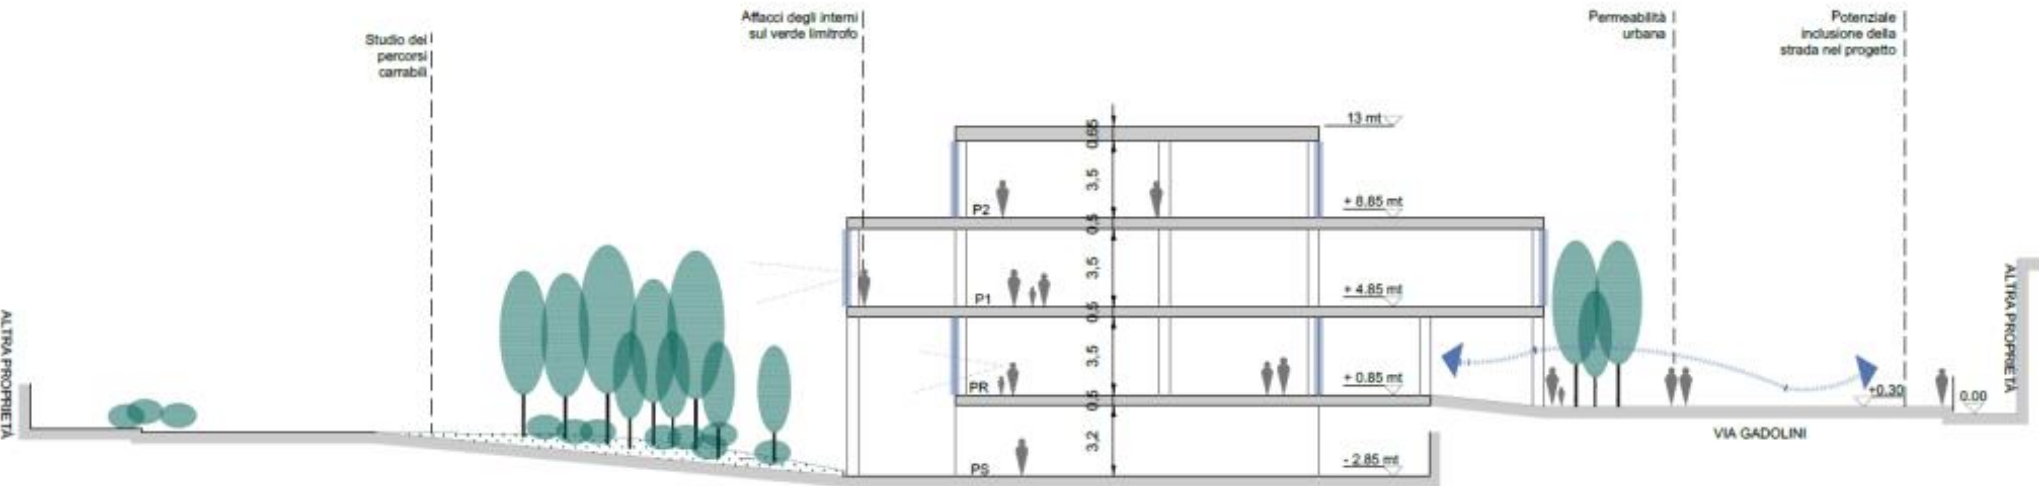 Studio dei
percorsi
carrabili
Affacci degli interni
sul verde limitrofo
Permeabilità
urbana
Potenziale
inclusione della
strada nel progetto
13 mt
0,65
3,5
P2
+ 8.85 mt
0,5
3,5
P1
+ 4.85 mt
0,5
3,5
PR
+ 0.85 mt
0,5
3,2
PS
- 2.85 mt
+0.30
0.00
VIA GADOLINI
ALTRA PROPRIETÀ
ALTRA PROPRIETÀ